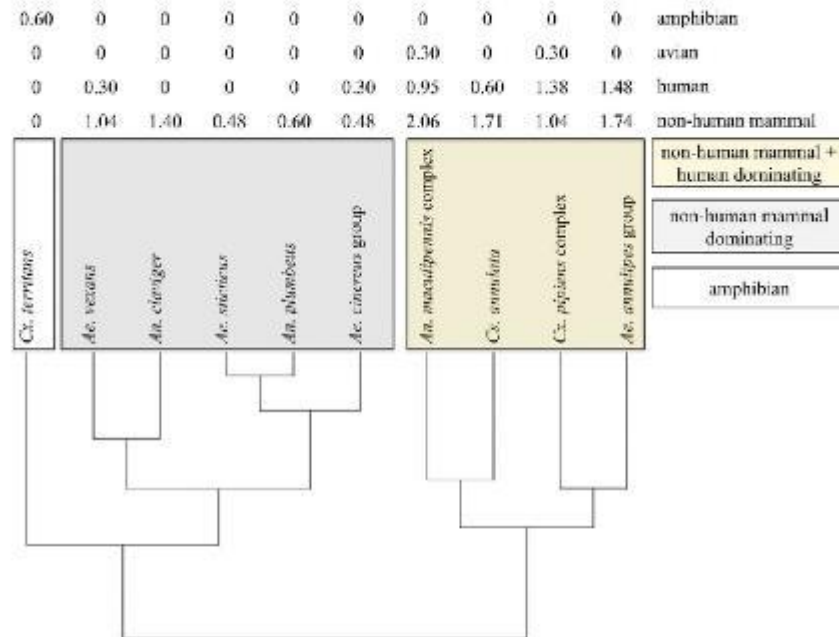 0.60 0 0 0 0 0 0 0 0 0 amphibian
0 0 0 0 0 0 0.30 0 0.30 0 avian
0 0.30 0 0 0 0.30 0.95 0.60 1.38 1.48 human
0 1.04 1.40 0.48 0.60 0.48 2.06 1.71 1.04 1.74 non-human mammal
non-human mammal +
human dominating
non-human mammal
dominating
amphibian
Cx. territans
Ae. vexans
An. claviger
Ae. sticticus
An. plumbeus
Ae. cinereus group
An. maculipennis complex
Cs. annulata
Cx. pipiens complex
Ae. annulipes group